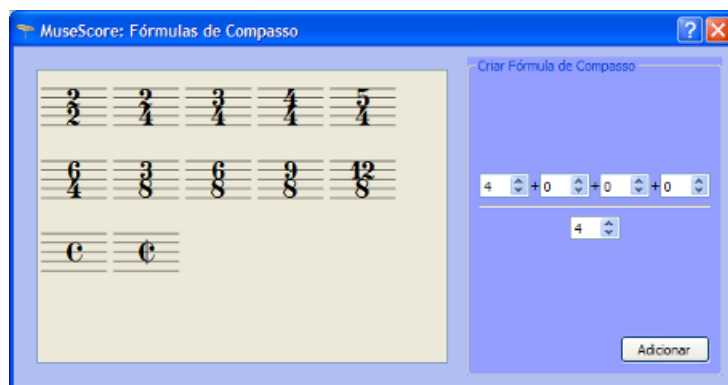 MuseScore: Fórmulas de Compasso
Criar Fórmula de Compasso
2 2 3 4 5
2 4 4 4 4
6 3 6 9 12
4 8 8 8 8
4 + 0 + 0 + 0
4
Adicionar